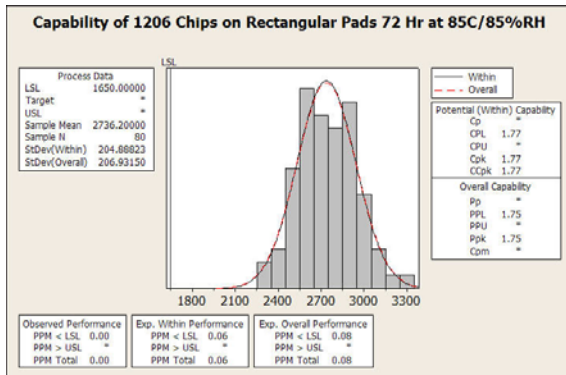 Capability of 1206 Chips on Rectangular Pads 72 Hr at 85C/85%RH
Process Data
LSL 1650.00000
Target *
USL *
Sample Mean 2736.20000
Sample N 80
StDev(Within) 204.88823
StDev(Overall) 206.93150
LSL
Within
Overall
Potential (Within) Capability
Cp *
CPL 1.77
CPU *
Cpk 1.77
CCpk 1.77
Overall Capability
Pp *
PPL 1.75
PPU *
Ppk 1.75
Cpm *
1800 2100 2400 2700 3000 3300
Observed Performance
PPM < LSL 0.00
PPM > USL *
PPM Total 0.00
Exp. Within Performance
PPM < LSL 0.06
PPM > USL *
PPM Total 0.06
Exp. Overall Performance
PPM < LSL 0.08
PPM > USL *
PPM Total 0.08